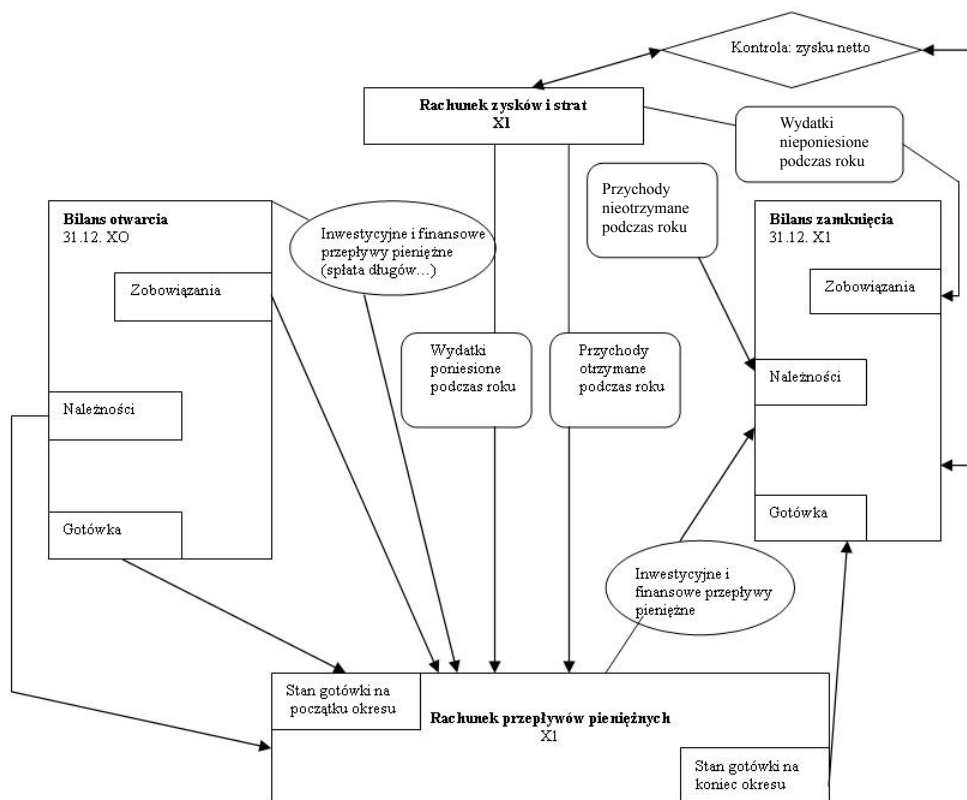 Kontrola: zysku netto
Rachunek zysków i strat
X1
Wydatki
nieponiesione
podczas roku
Przychody
nieotrzymane
podczas roku
Bilans otwarcia
31.12. XO
Inwestycyjne i finansowe
przepływy pieniężne
(spłata długów...)
Bilans zamknięcia
31.12. X1
Zobowiązania
Zobowiązania
Wydatki
poniesione
podczas roku
Przychody
otrzymane
podczas roku
Należności
Należności
Gotówka
Gotówka
Inwestycyjne i
finansowe przepływy
pieniężne
Stan gotówki na
początku okresu
Rachunek przepływów pieniężnych
X1
Stan gotówki na
koniec okresu